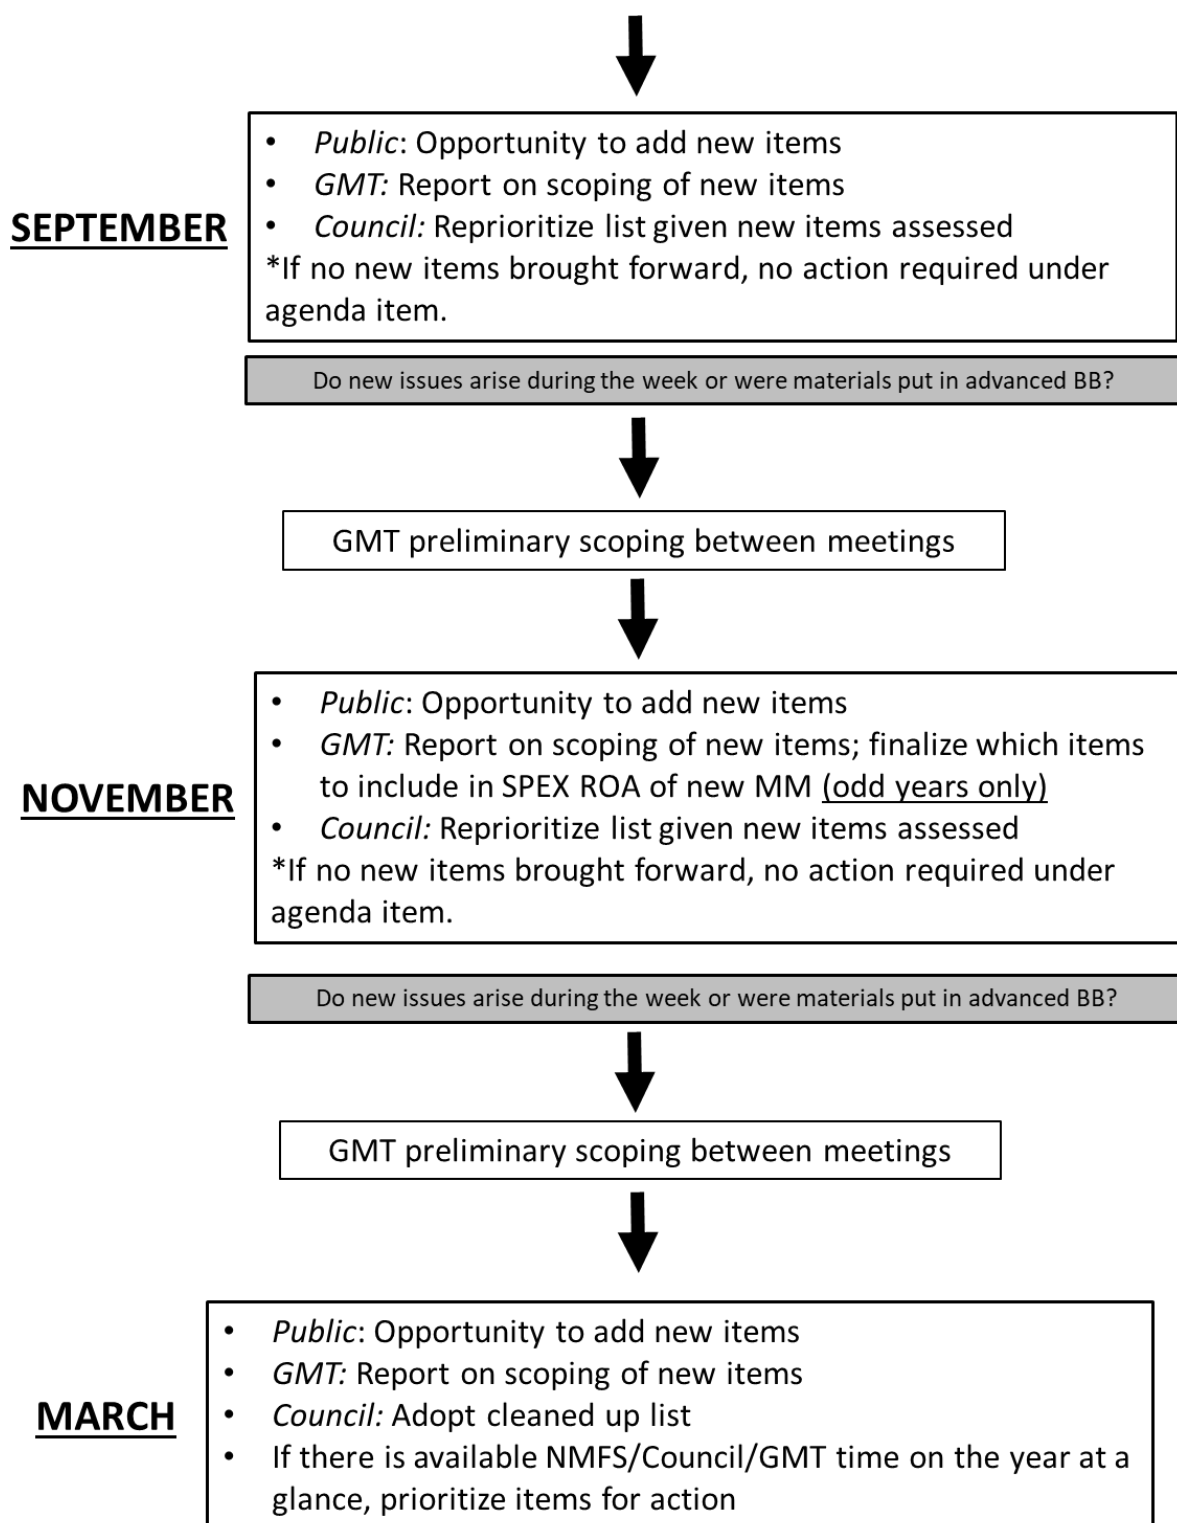 SEPTEMBER
• Public: Opportunity to add new items
• GMT: Report on scoping of new items
• Council: Reprioritize list given new items assessed
*If no new items brought forward, no action required under
agenda item.
Do new issues arise during the week or were materials put in advanced BB?
GMT preliminary scoping between meetings
NOVEMBER
• Public: Opportunity to add new items
• GMT: Report on scoping of new items; finalize which items
to include in SPEX ROA of new MM (odd years only)
• Council: Reprioritize list given new items assessed
*If no new items brought forward, no action required under
agenda item.
Do new issues arise during the week or were materials put in advanced BB?
GMT preliminary scoping between meetings
MARCH
• Public: Opportunity to add new items
• GMT: Report on scoping of new items
• Council: Adopt cleaned up list
• If there is available NMFS/Council/GMT time on the year at a
glance, prioritize items for action